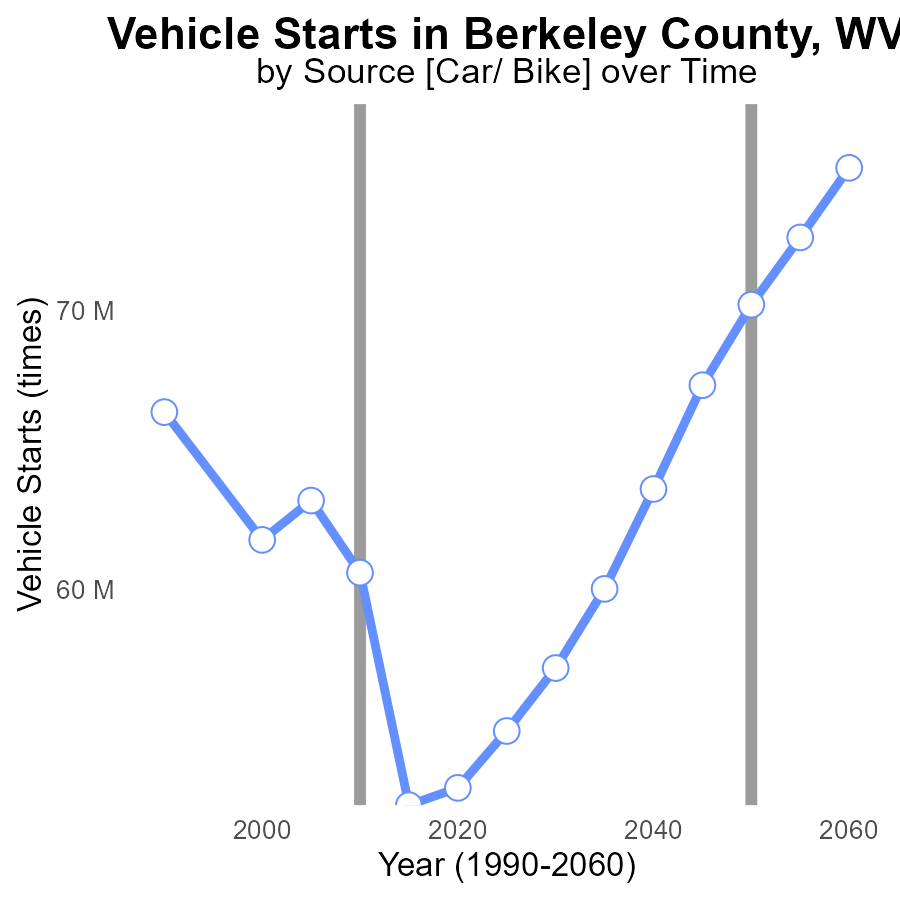 Vehicle Starts in Berkeley County, WV
by Source [Car/ Bike] over Time
Vehicle Starts (times)
70 M
60 M
2000 2020 2040 2060
Year (1990-2060)